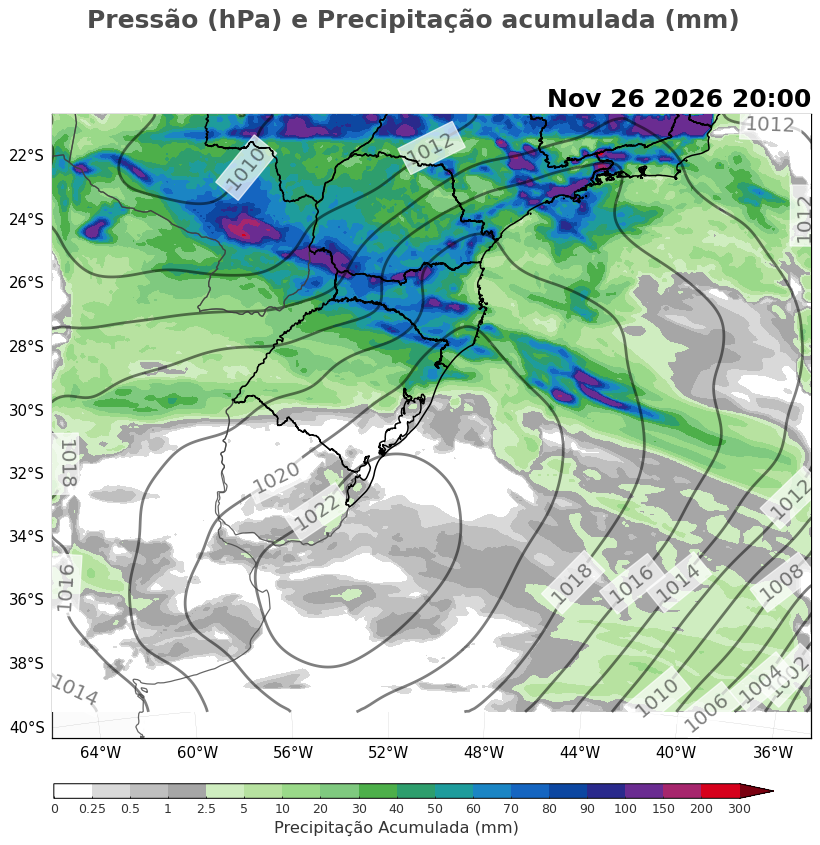 Pressão (hPa) e Precipitação acumulada (mm)
Nov 26 2026 20:00
1012
1012
1010
1012
22°S
24°S
26°S
28°S
30°S
32°S
34°S
36°S
38°S
40°S
1018
1020
1022
1016
1014
1018
1016
1014
1012
1008
1010
1006
1004
1002
64°W
60°W
56°W
52°W
48°W
44°W
40°W
36°W
0 0.25 0.5 1 2.5 5 10 20 30 40 50 60 70 80 90 100 150 200 300
Precipitação Acumulada (mm)